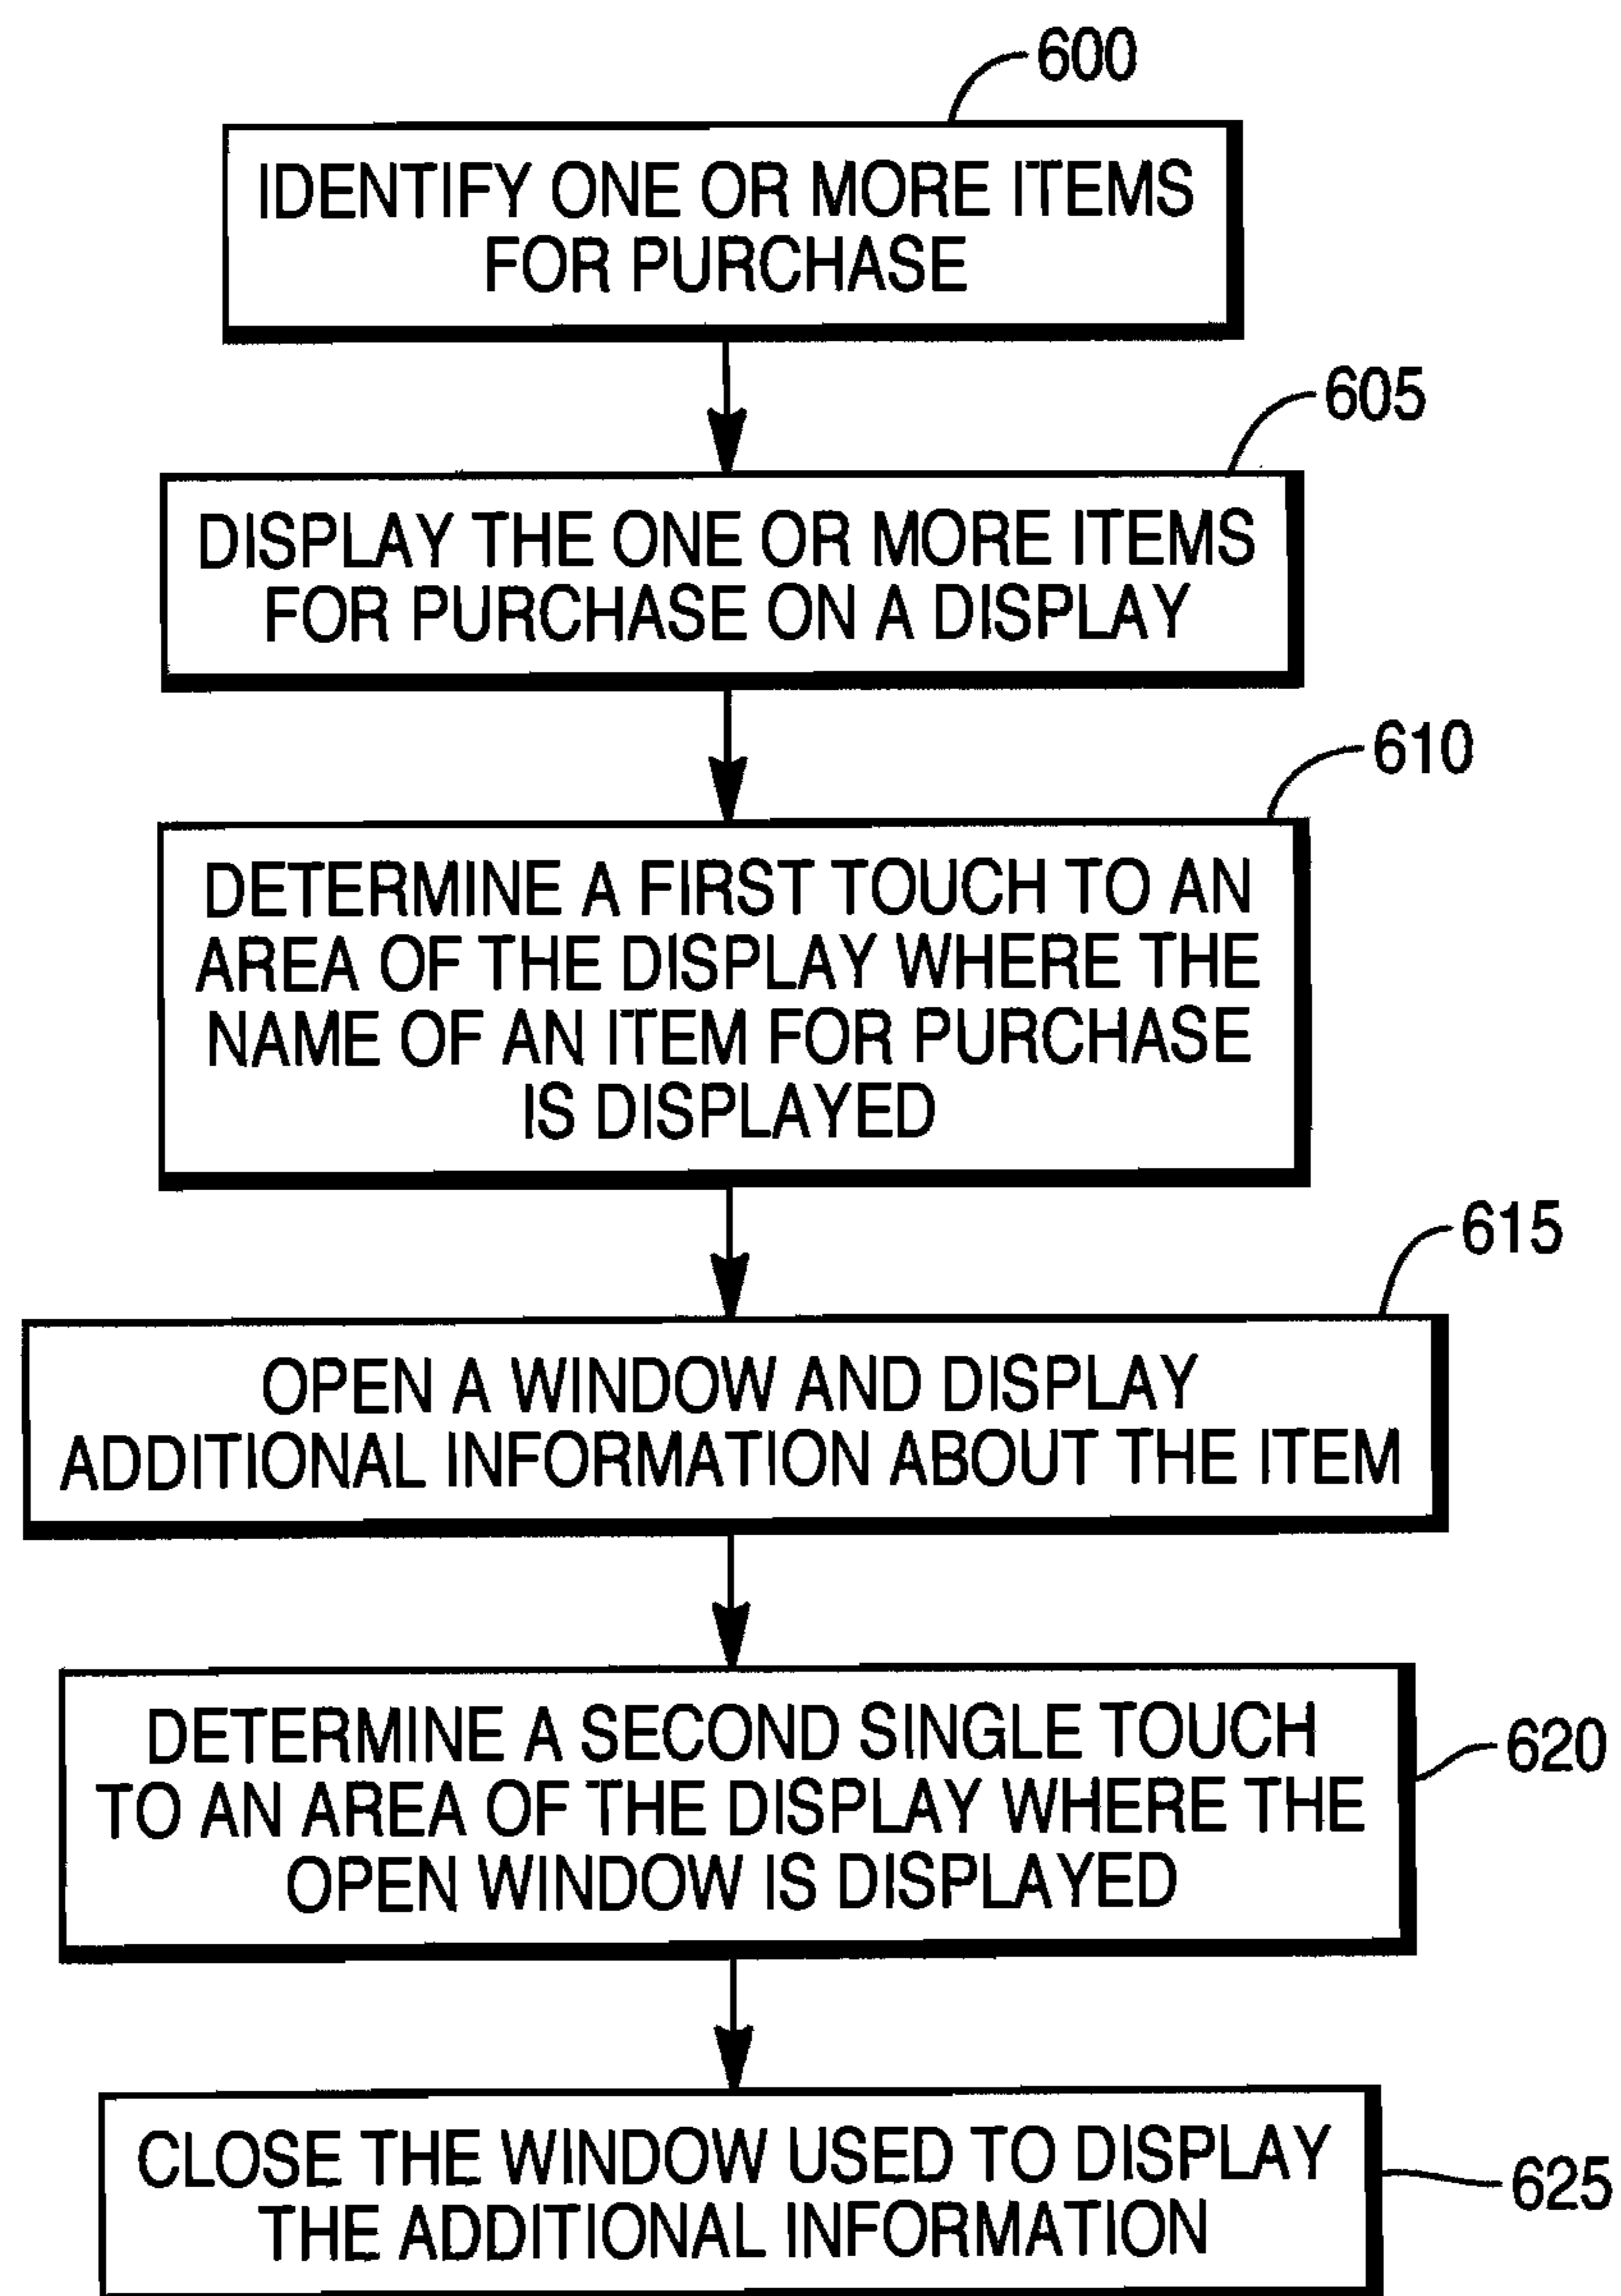 600
IDENTIFY ONE OR MORE ITEMS
FOR PURCHASE
605
DISPLAY THE ONE OR MORE ITEMS
FOR PURCHASE ON A DISPLAY
610
DETERMINE A FIRST TOUCH TO AN
AREA OF THE DISPLAY WHERE THE
NAME OF AN ITEM FOR PURCHASE
IS DISPLAYED
615
OPEN A WINDOW AND DISPLAY
ADDITIONAL INFORMATION ABOUT THE ITEM
DETERMINE A SECOND SINGLE TOUCH
TO AN AREA OF THE DISPLAY WHERE THE
OPEN WINDOW IS DISPLAYED
620
CLOSE THE WINDOW USED TO DISPLAY
THE ADDITIONAL INFORMATION
625